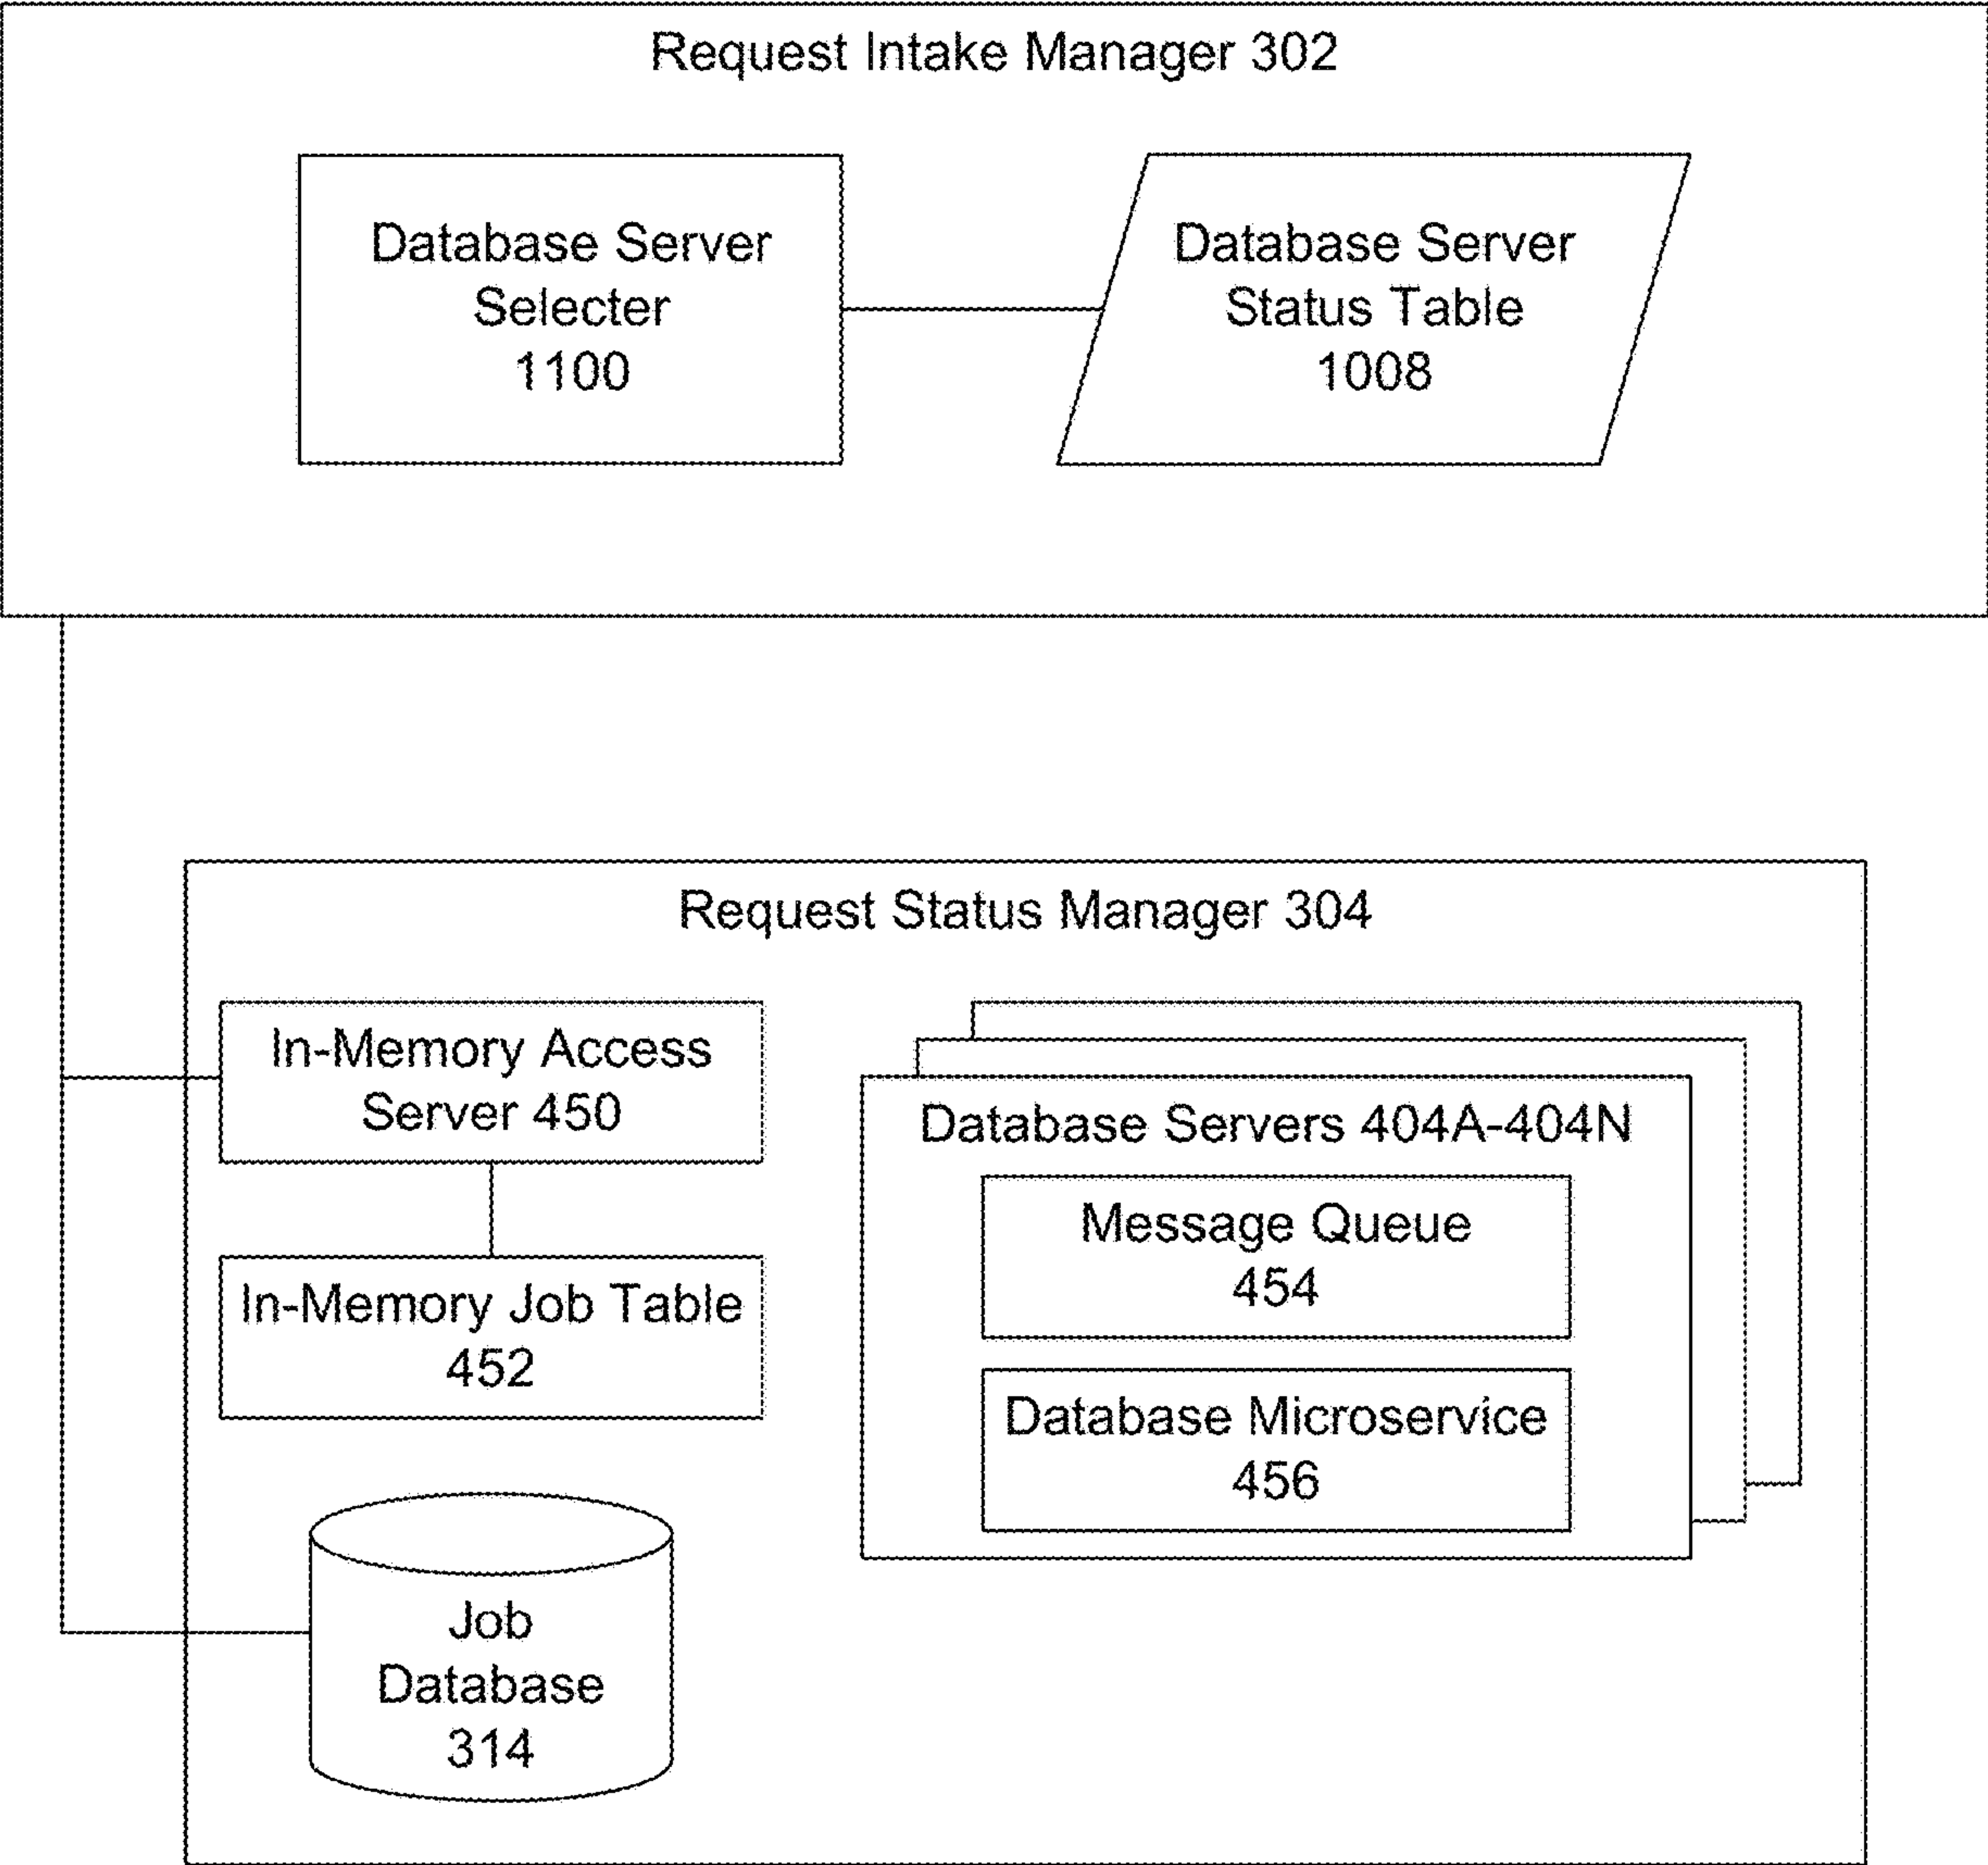 Request Intake Manager 302
Database Server
Selecter
1100
Database Server
Status Table
1008
Request Status Manager 304
In-Memory Access
Server 450
In-Memory Job Table
452
Job
Database
314
Database Servers 404A-404N
Message Queue
454
Database Microservice
456